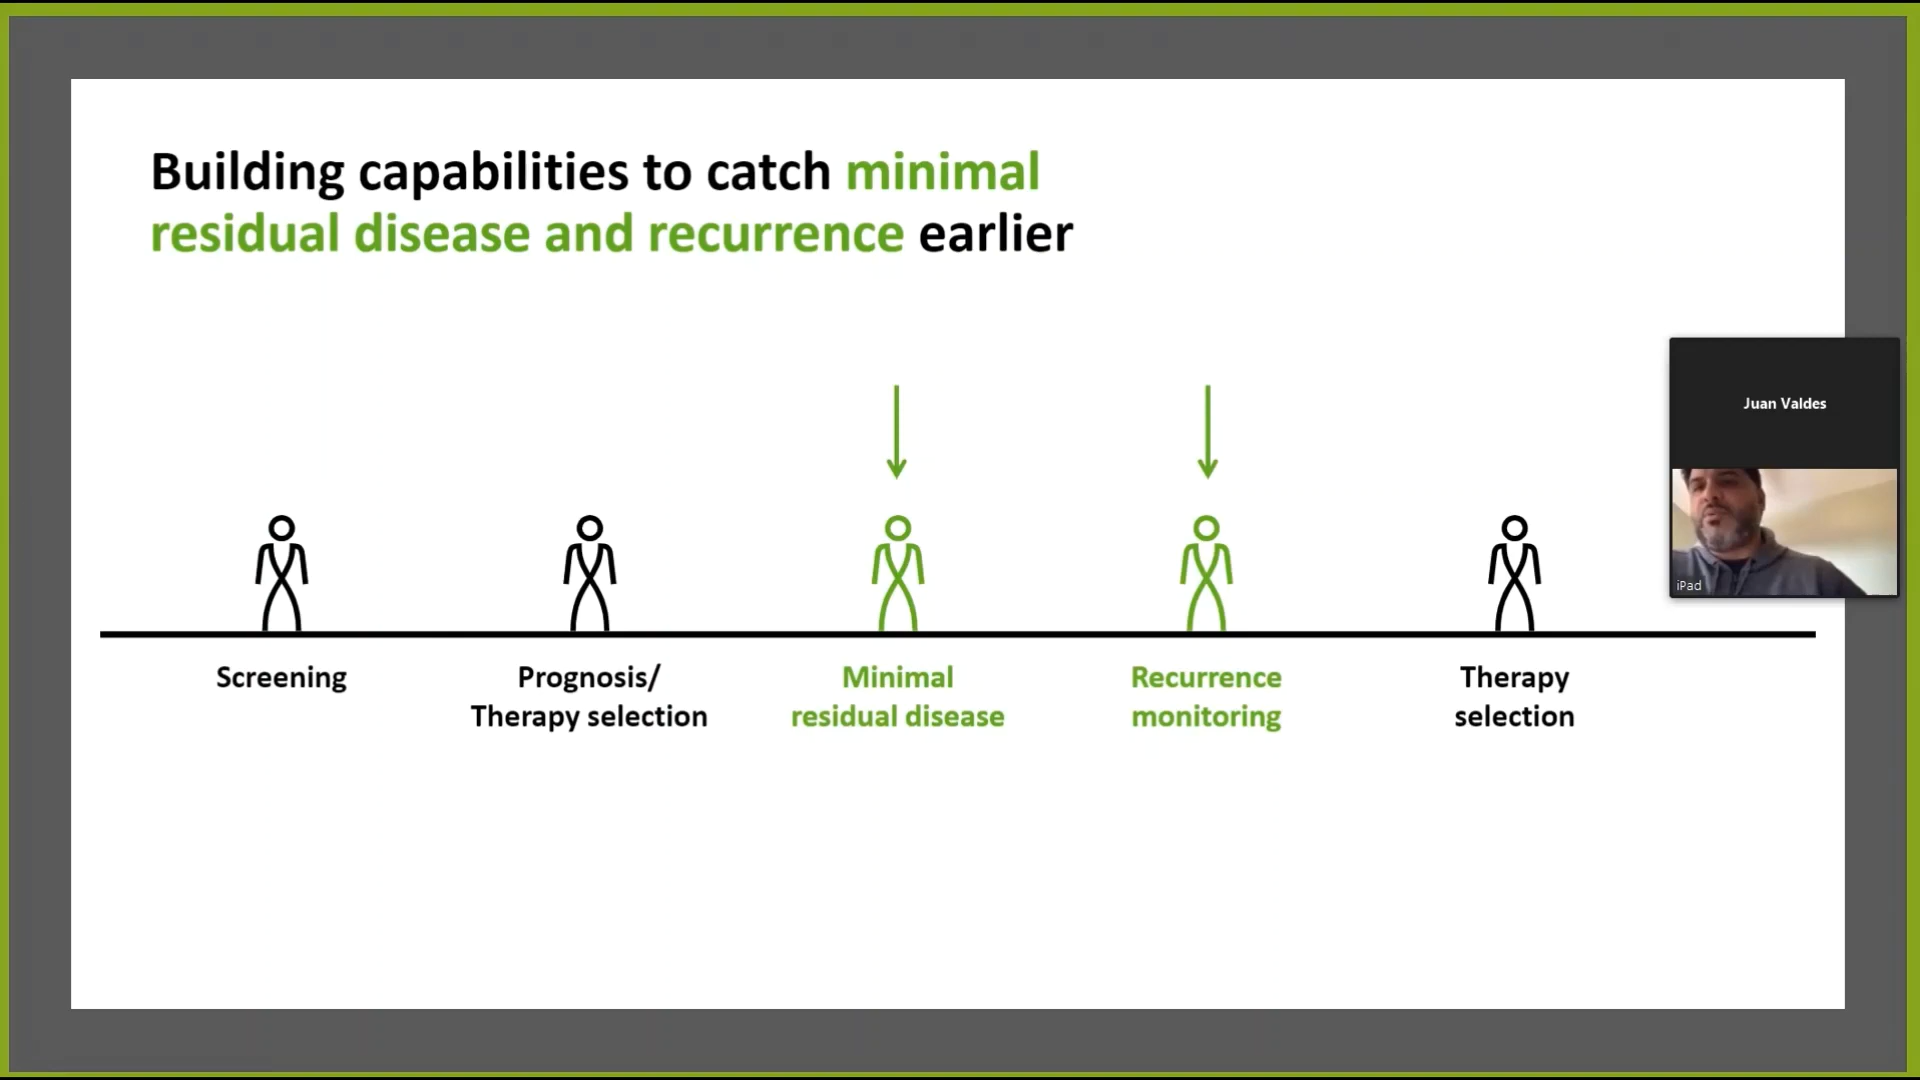 Building capabilities to catch minimal
residual disease and recurrence earlier
Juan Valdes
iPad
Screening
Prognosis/
Therapy selection
Minimal
residual disease
Recurrence
monitoring
Therapy
selection